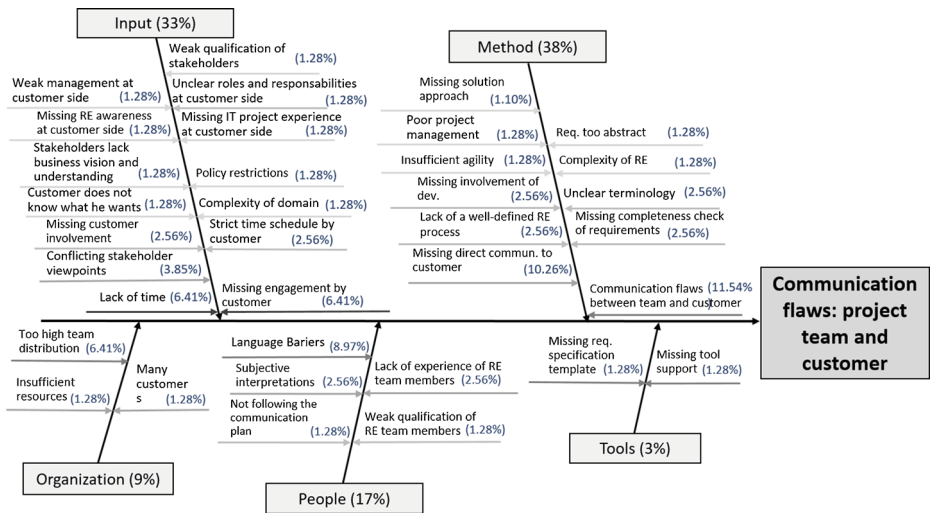 Input (33%)
Weak qualification of
stakeholders (1.28%)
Weak management at
customer side (1.28%)
Unclear roles and responsabilities
at customer side (1.28%)
Missing RE awareness
at customer side (1.28%)
Missing IT project experience
at customer side (1.28%)
Stakeholders lack
business vision and
understanding (1.28%)
Policy restrictions (1.28%)
Customer does not
know what he wants (1.28%)
Complexity of domain (1.28%)
Missing customer
involvement (2.56%)
Strict time schedule by
customer (2.56%)
Conflicting stakeholder
viewpoints (3.85%)
Lack of time (6.41%)
Missing engagement by
customer (6.41%)
Method (38%)
Missing solution
approach (1.10%)
Poor project
management (1.28%)
Req. too abstract (1.28%)
Insufficient agility (1.28%)
Complexity of RE (1.28%)
Missing involvement of
dev. (2.56%)
Unclear terminology (2.56%)
Lack of a well-defined RE
process (2.56%)
Missing completeness check
of requirements (2.56%)
Missing direct commun. to
customer (10.26%)
Communication flaws (11.54%
between team and customer )
Communication
flaws: project
team and
customer
Too high team
distribution (6.41%)
Insufficient
resources (1.28%)
Many
customer
s (1.28%)
Organization (9%)
Language Bariers (8.97%)
Subjective
interpretations (2.56%)
Lack of experience of RE
team members (2.56%)
Not following the
communication
plan (1.28%)
Weak qualification of
RE team members (1.28%)
People (17%)
Missing req.
specification
template (1.28%)
Missing tool
support (1.28%)
Tools (3%)